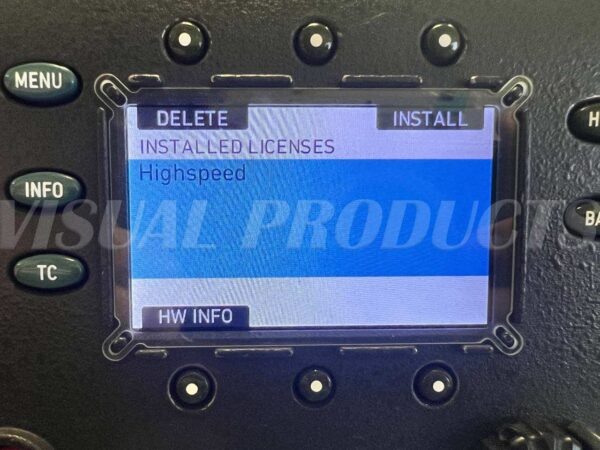 MENU
DELETE
INSTALL
INSTALLED LICENSES
Highspeed
INFO
VISUAL PRODUCTS
TC
HW INFO